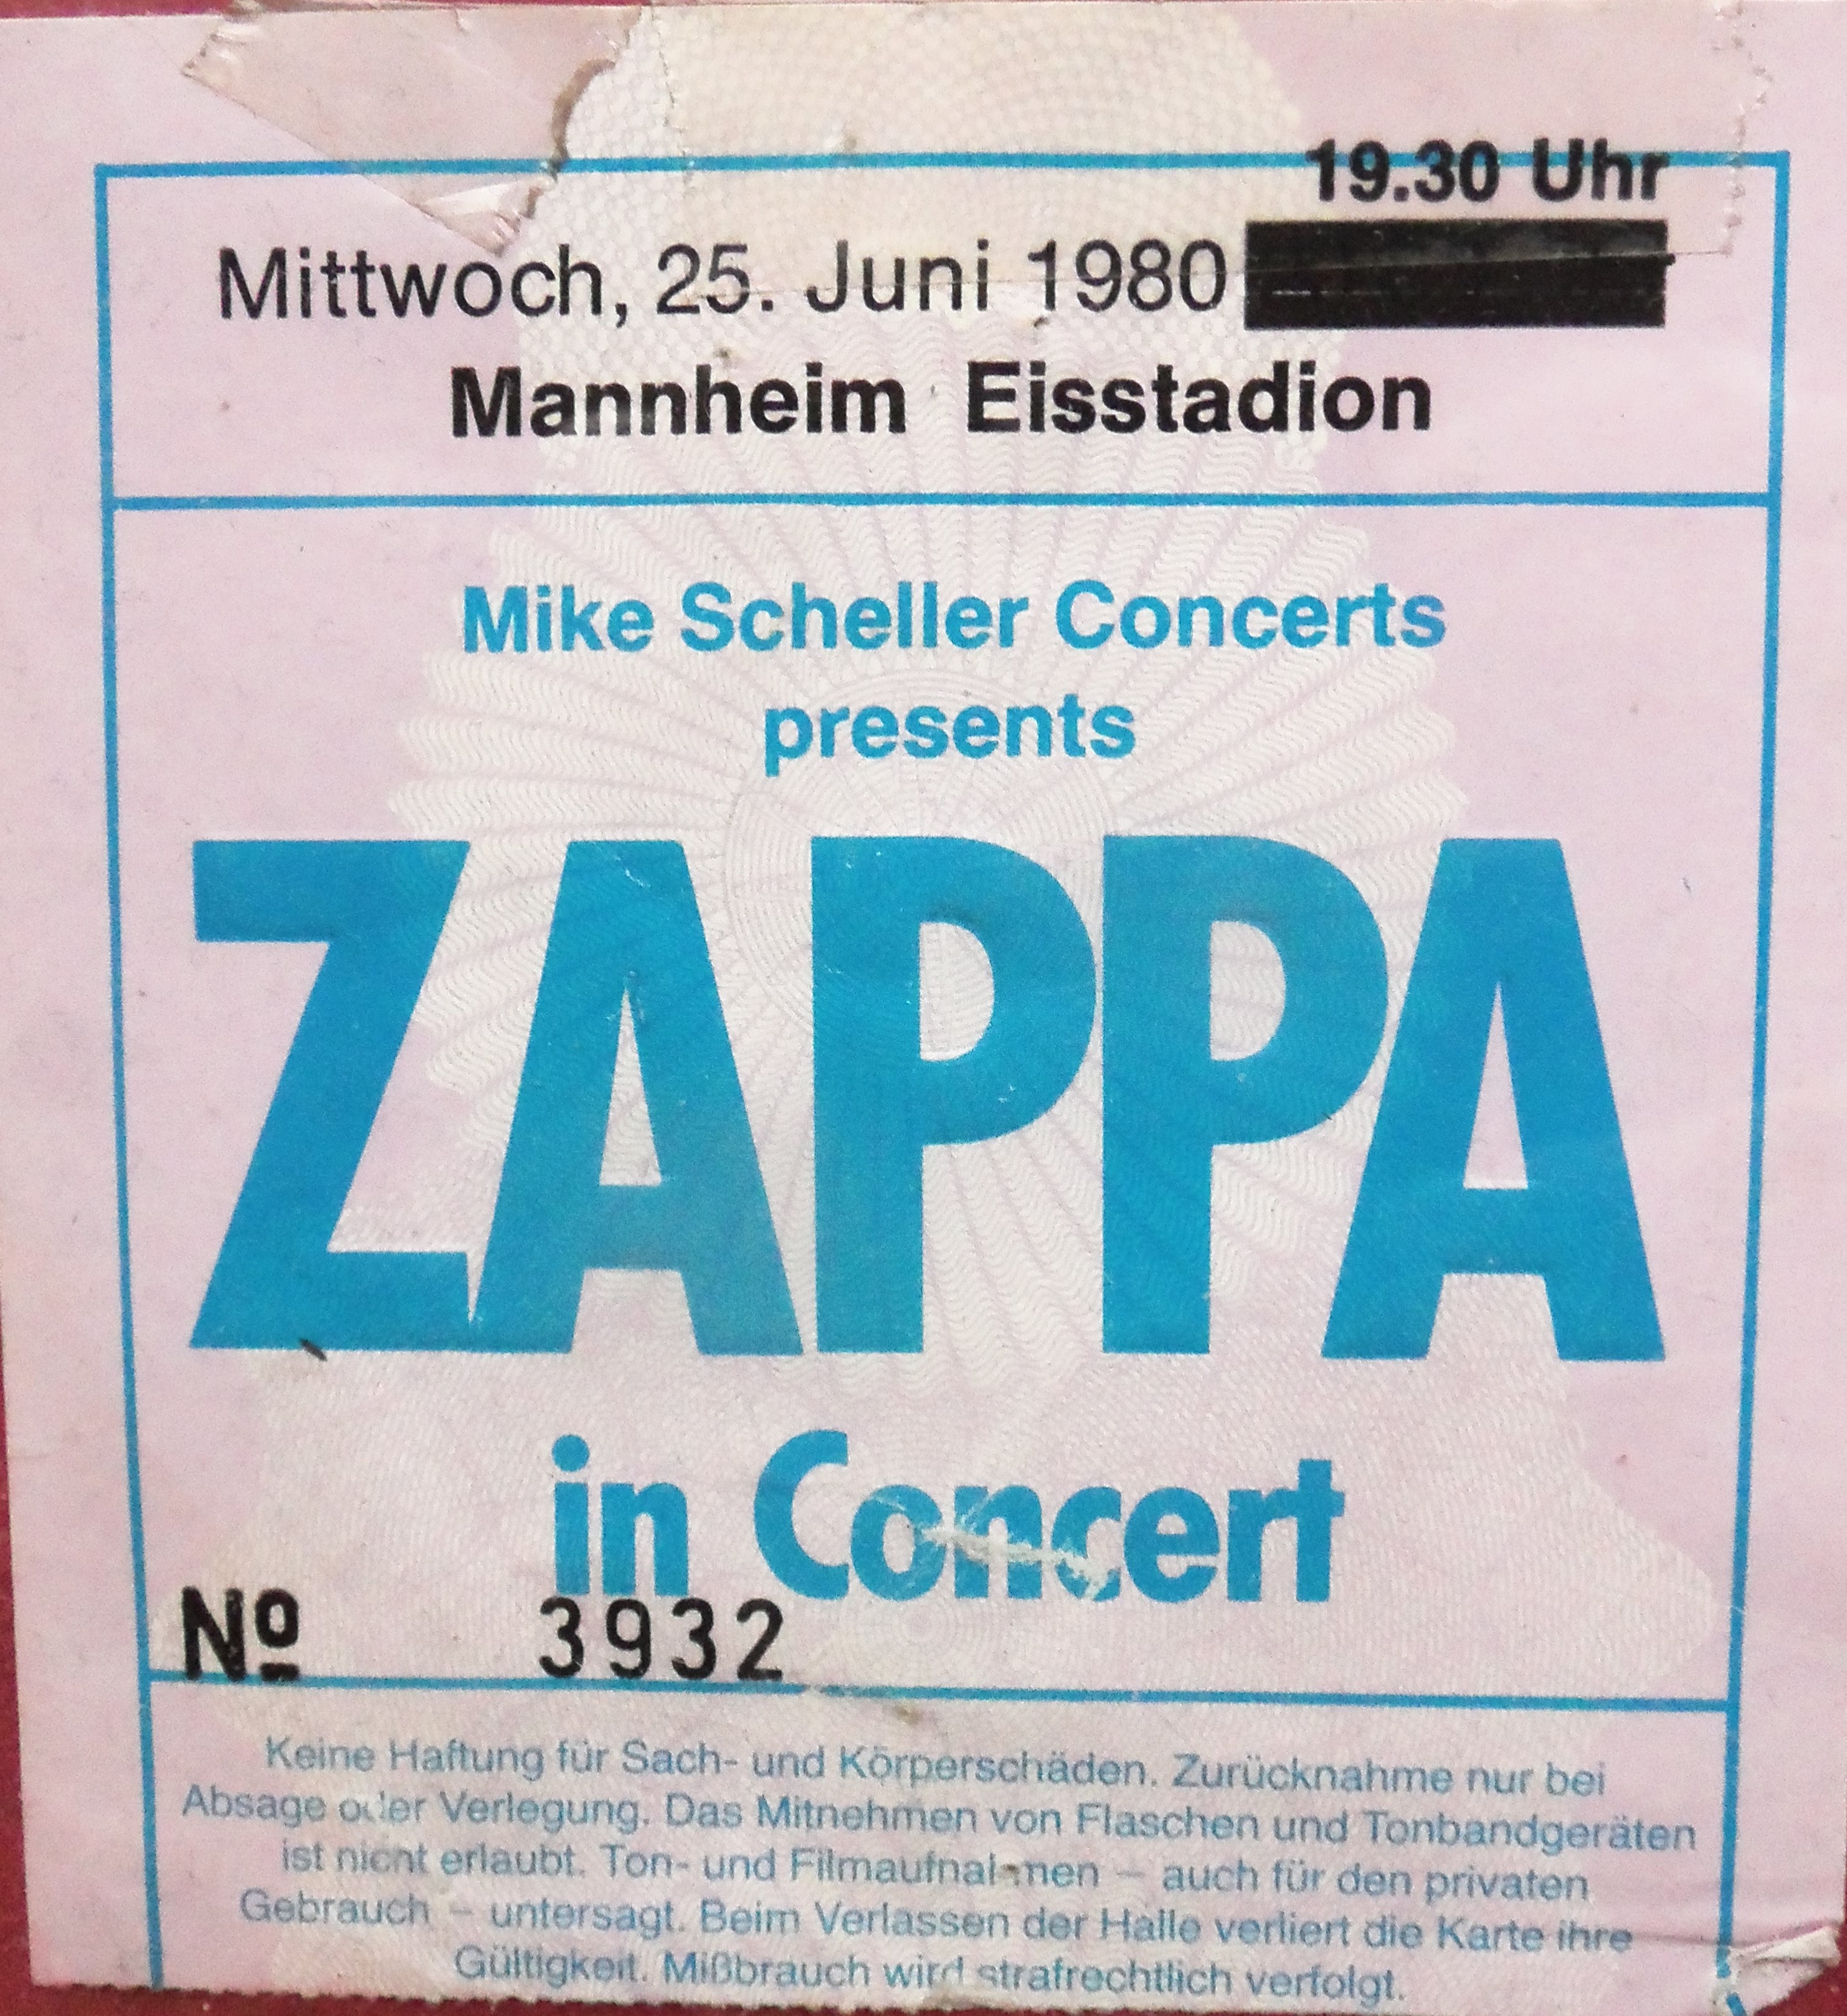 19.30 Uhr
Mittwoch, 25. Juni 1980
Mannheim Eisstadion
Mike Scheller Concerts
presents
ZAPPA
in Concert
Nº 3932
Keine Haftung für Sach- und Körperschäden. Zurücknahme nur bei
Absage oder Verlegung. Das Mitnehmen von Flaschen und Tonbandgeräten
ist nicht erlaubt. Ton- und Filmaufnahmen – auch für den privaten
Gebrauch – untersagt. Beim Verlassen der Halle verliert die Karte ihre
Gültigkeit. Mißbrauch wird strafrechtlich verfolgt.